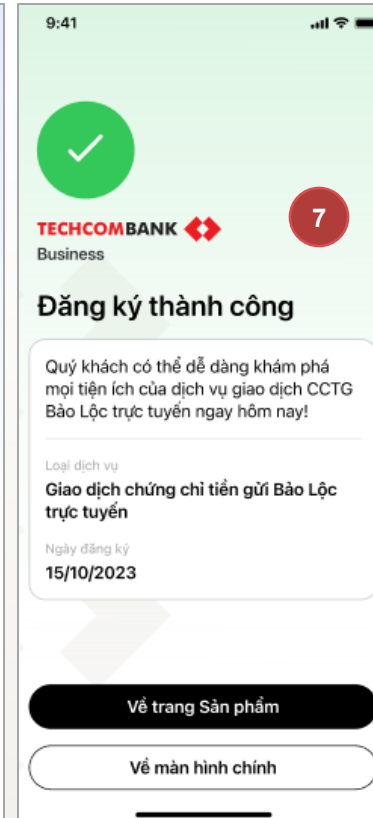 9:41
7
TECHCOMBANK
Business
Đăng ký thành công
Quý khách có thể dễ dàng khám phá
mọi tiện ích của dịch vụ giao dịch CCTG
Bảo Lộc trực tuyến ngay hôm nay!
Loại dịch vụ
Giao dịch chứng chỉ tiền gửi Bảo Lộc
trực tuyến
Ngày đăng ký
15/10/2023
Về trang Sản phẩm
Về màn hình chính